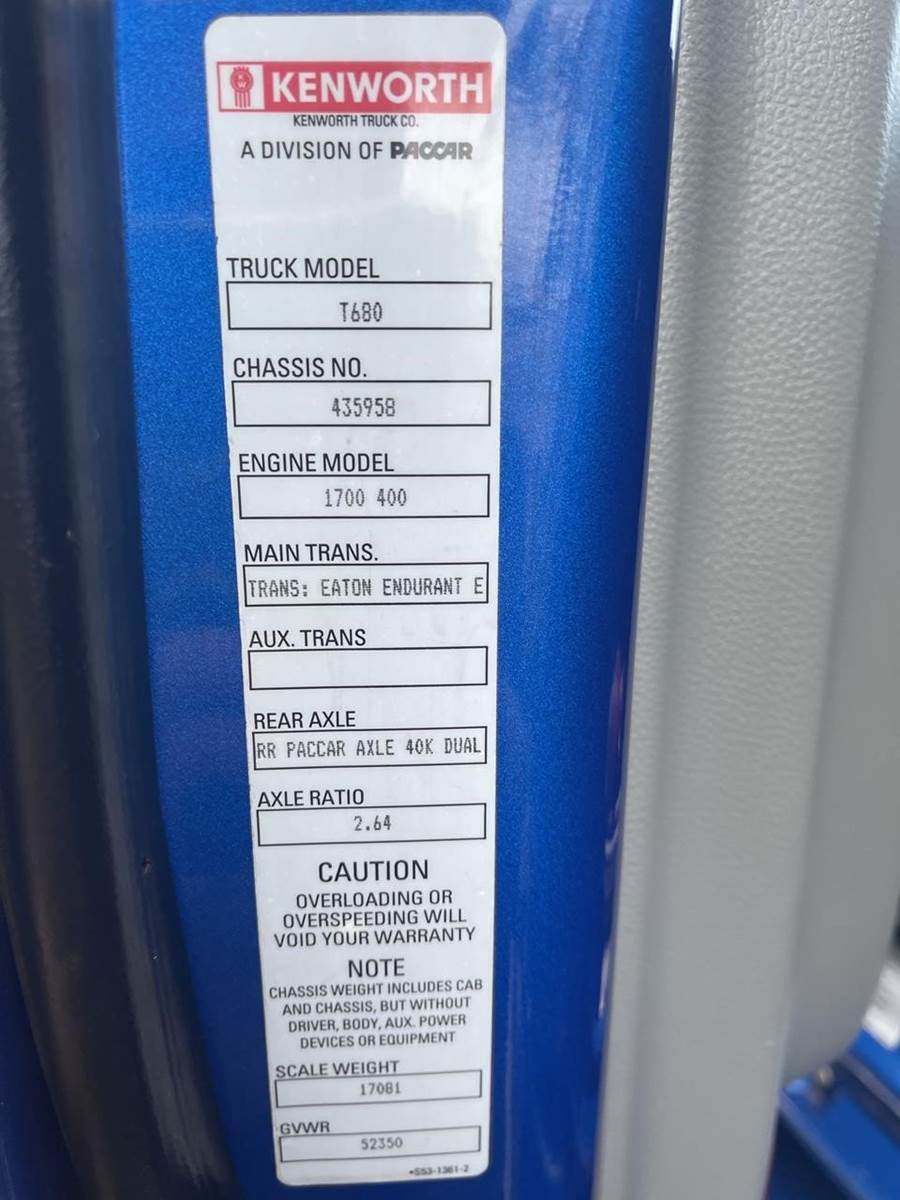 KENWORTH
KENWORTH TRUCK CO.
A DIVISION OF PACCAR
TRUCK MODEL
T680
CHASSIS NO.
435958
ENGINE MODEL
1700 400
MAIN TRANS.
TRANS: EATON ENDURANT E
AUX. TRANS
REAR AXLE
RR PACCAR AXLE 40K DUAL
AXLE RATIO
2.64
CAUTION
OVERLOADING OR
OVERSPEEDING WILL
VOID YOUR WARRANTY
NOTE
CHASSIS WEIGHT INCLUDES CAB
AND CHASSIS, BUT WITHOUT
DRIVER, BODY, AUX. POWER
DEVICES OR EQUIPMENT
SCALE WEIGHT
17081
GVWR
52350
•S53-1361-2